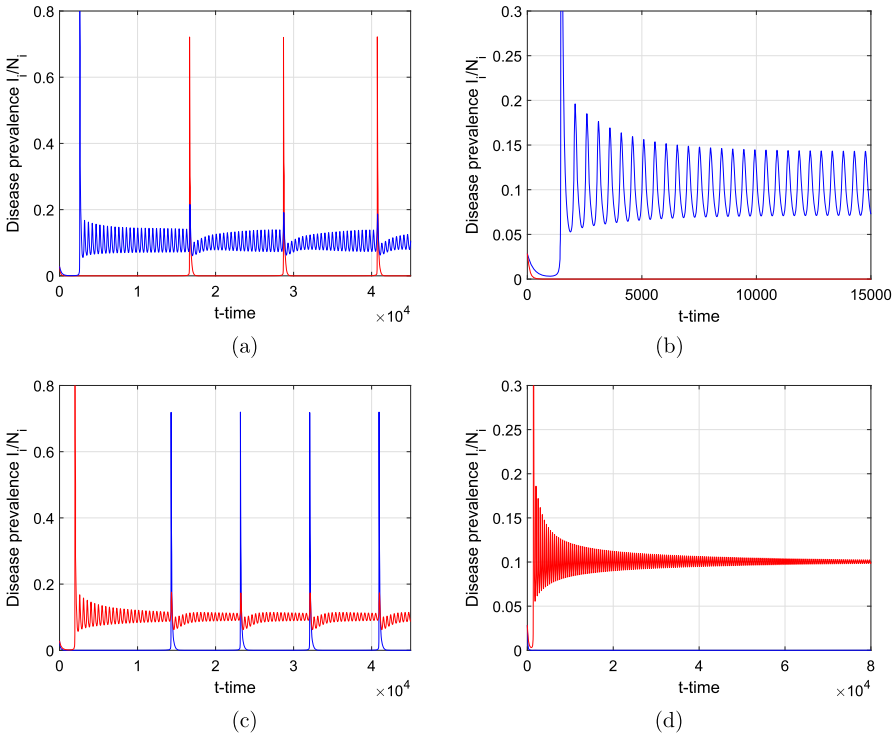 Disease prevalence I_i/N_i
0.8
0.6
0.4
0.2
0
0 1 2 3 4
t-time
×10^4
(a)
Disease prevalence I_i/N_i
0.3
0.25
0.2
0.15
0.1
0.05
0
0 5000 10000 15000
t-time
(b)
Disease prevalence I_i/N_i
0.8
0.6
0.4
0.2
0
0 1 2 3 4
t-time
×10^4
(c)
Disease prevalence I_i/N_i
0.3
0.25
0.2
0.15
0.1
0.05
0
0 2 4 6 8
t-time
×10^4
(d)